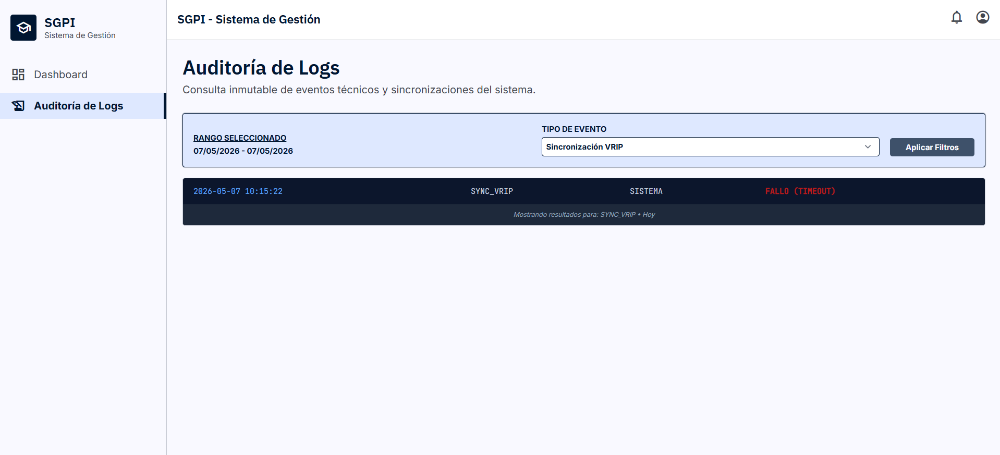 SGPI
Sistema de Gestión
Dashboard
Auditoría de Logs
SGPI - Sistema de Gestión
Auditoría de Logs
Consulta inmutable de eventos técnicos y sincronizaciones del sistema.
RANGO SELECCIONADO
07/05/2026 - 07/05/2026
TIPO DE EVENTO
Sincronización VRIP
Aplicar Filtros
2026-05-07 10:15:22 SYNC_VRIP SISTEMA FALLO (TIMEOUT)
Mostrando resultados para: SYNC_VRIP • Hoy